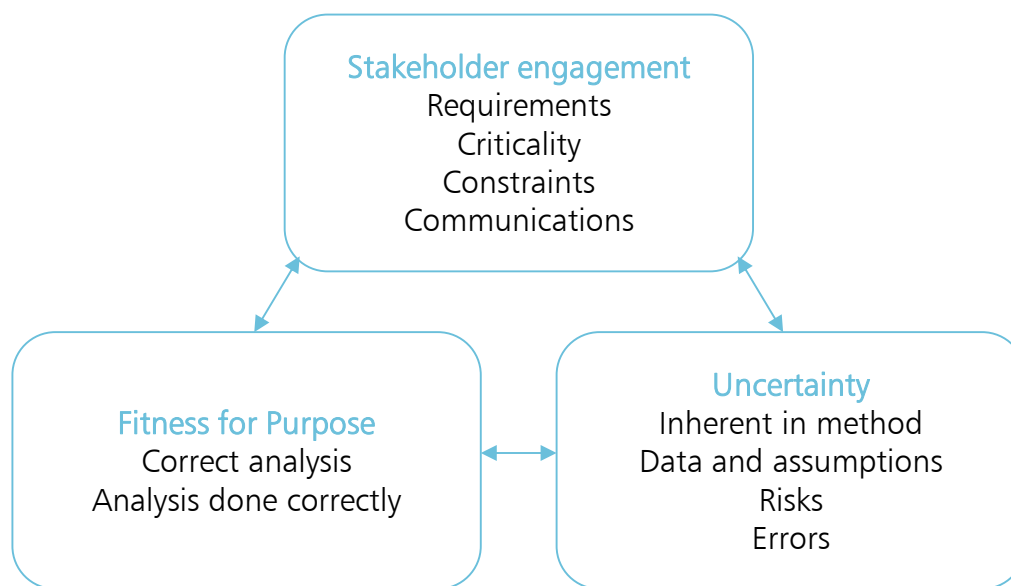 Stakeholder engagement
Requirements
Criticality
Constraints
Communications
Fitness for Purpose
Correct analysis
Analysis done correctly
Uncertainty
Inherent in method
Data and assumptions
Risks
Errors